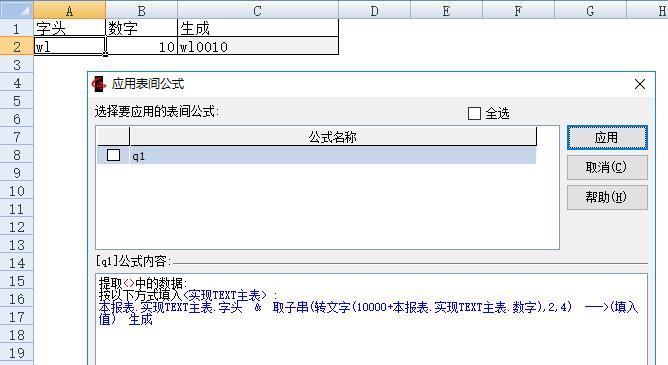 A B C D E F G H
1 字头 数字 生成
2 wl 10 wl0010
3
4 应用表间公式
5 选择要应用的表间公式: 全选
6
7 公式名称 应用
8 q1
9 取消(C)
10 帮助(H)
11
12
13
14 [q1]公式内容:
15 提取<>中的数据:
16 按以下方式填入<实现TEXT主表> :
本报表.实现TEXT主表.字头 & 取子串(转文字(10000+本报表.实现TEXT主表.数字),2,4) --->(填入
17 值) 生成
18
19